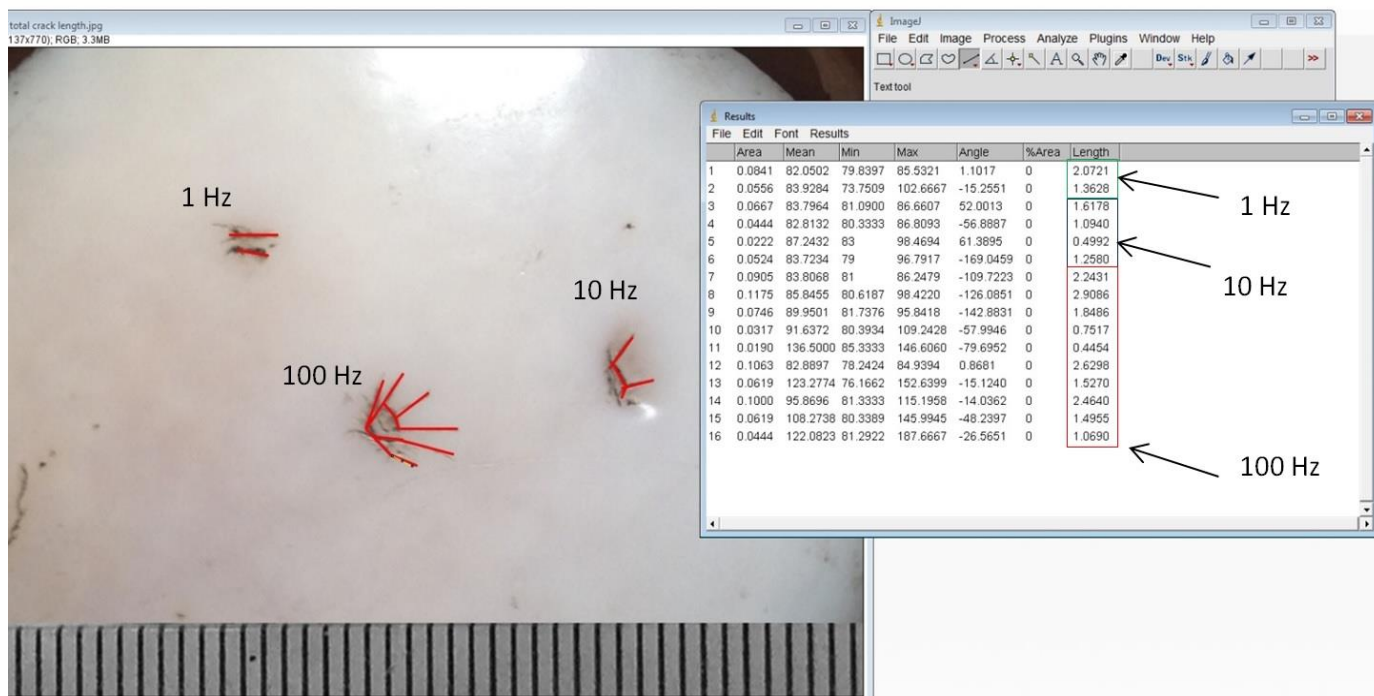 total crack length.jpg
137x770); RGB; 3.3MB
1 Hz
10 Hz
100 Hz
ImageJ
File Edit Image Process Analyze Plugins Window Help
A Dev Stk >>
Text tool
Results
File Edit Font Results
Area Mean Min Max Angle %Area Length
1 0.0841 82.0502 79.8397 85.5321 1.1017 0 2.0721
2 0.0556 83.9284 73.7509 102.6667 -15.2551 0 1.3628
3 0.0667 83.7964 81.0900 86.6607 52.0013 0 1.6178
4 0.0444 82.8132 80.3333 86.8093 -56.8887 0 1.0940
5 0.0222 87.2432 83 98.4694 61.3895 0 0.4992
6 0.0524 83.7234 79 96.7917 -169.0459 0 1.2580
7 0.0905 83.8068 81 86.2479 -109.7223 0 2.2431
8 0.1175 85.8455 80.6187 98.4220 -126.0851 0 2.9086
9 0.0746 89.9501 81.7376 95.8418 -142.8831 0 1.8486
10 0.0317 91.6372 80.3934 109.2428 -57.9946 0 0.7517
11 0.0190 136.5000 85.3333 146.6060 -79.6952 0 0.4454
12 0.1063 82.8897 78.2424 84.9394 0.8681 0 2.6298
13 0.0619 123.2774 76.1662 152.6399 -15.1240 0 1.5270
14 0.1000 95.8696 81.3333 115.1958 -14.0362 0 2.4640
15 0.0619 108.2738 80.3389 145.9945 -48.2397 0 1.4955
16 0.0444 122.0823 81.2922 187.6667 -26.5651 0 1.0690
1 Hz
10 Hz
100 Hz